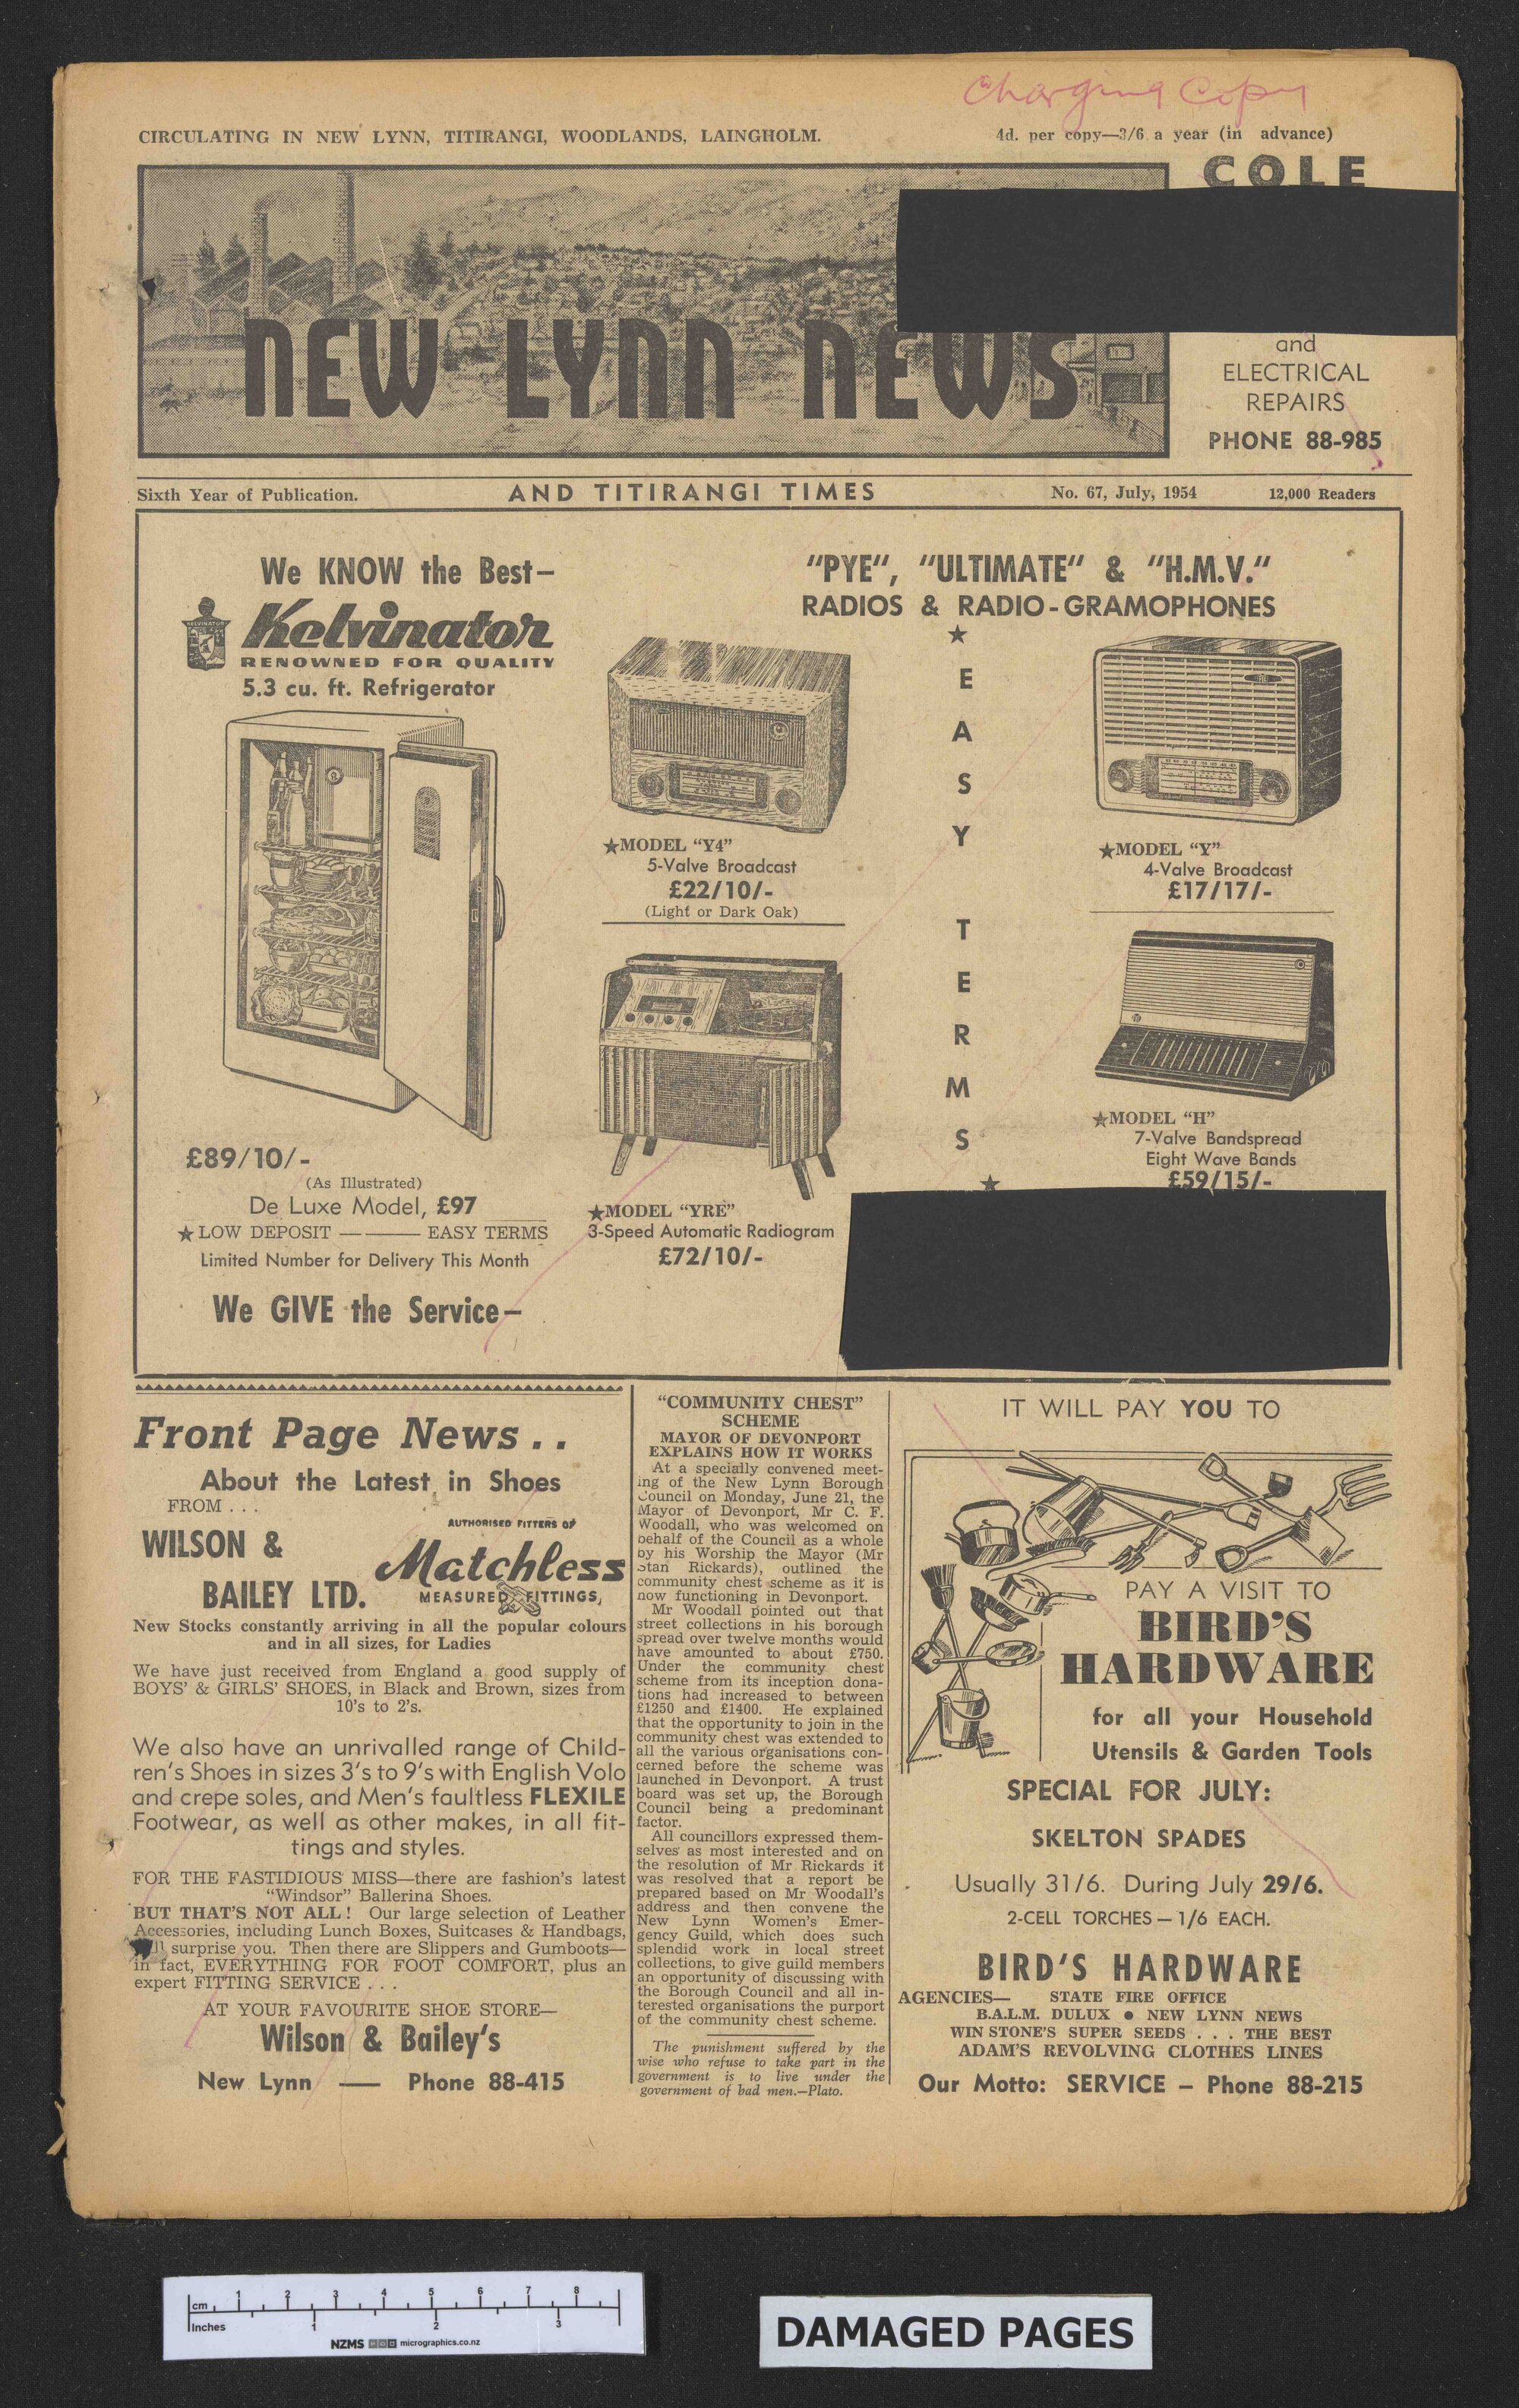 Charging Copy
CIRCULATING IN NEW LYNN, TITIRANGI, WOODLANDS, LAINGHOLM.
4d. per copy—3/6 a year (in advance)
NEW LYNN NEWS
COLE
and
ELECTRICAL
REPAIRS
PHONE 88-985
Sixth Year of Publication.
AND TITIRANGI TIMES
No. 67, July, 1954
12,000 Readers
We KNOW the Best—
KELVINATOR
Kelvinator
RENOWNED FOR QUALITY
5.3 cu. ft. Refrigerator
£89/10/-
(As Illustrated)
De Luxe Model, £97
★ LOW DEPOSIT — — — EASY TERMS
Limited Number for Delivery This Month
We GIVE the Service—
"PYE", "ULTIMATE" & "H.M.V."
RADIOS & RADIO-GRAMOPHONES
★MODEL "Y4"
5-Valve Broadcast
£22/10/-
(Light or Dark Oak)
★MODEL "YRE"
3-Speed Automatic Radiogram
£72/10/-
★
E
A
S
Y
T
E
R
M
S
★
★MODEL "Y"
4-Valve Broadcast
£17/17/-
★MODEL "H"
7-Valve Bandspread
Eight Wave Bands
£59/15/-
Front Page News . .
About the Latest in Shoes
FROM . . .
WILSON &
BAILEY LTD.
AUTHORISED FITTERS OF
Matchless
MEASURED FITTINGS,
New Stocks constantly arriving in all the popular colours
and in all sizes, for Ladies
We have just received from England a good supply of
BOYS' & GIRLS' SHOES, in Black and Brown, sizes from
10's to 2's.
We also have an unrivalled range of Child-
ren's Shoes in sizes 3's to 9's with English Volo
and crepe soles, and Men's faultless FLEXILE
Footwear, as well as other makes, in all fit-
tings and styles.
FOR THE FASTIDIOUS MISS—there are fashion's latest
"Windsor" Ballerina Shoes.
BUT THAT'S NOT ALL! Our large selection of Leather
Accessories, including Lunch Boxes, Suitcases & Handbags,
surprise you. Then there are Slippers and Gumboots—
in fact, EVERYTHING FOR FOOT COMFORT, plus an
expert FITTING SERVICE . . .
AT YOUR FAVOURITE SHOE STORE—
Wilson & Bailey's
New Lynn — Phone 88-415
"COMMUNITY CHEST"
SCHEME
MAYOR OF DEVONPORT
EXPLAINS HOW IT WORKS
At a specially convened meet-
ing of the New Lynn Borough
Council on Monday, June 21, the
Mayor of Devonport, Mr C. F.
Woodall, who was welcomed on
behalf of the Council as a whole
by his Worship the Mayor (Mr
Stan Rickards), outlined the
community chest scheme as it is
now functioning in Devonport.
Mr Woodall pointed out that
street collections in his borough
spread over twelve months would
have amounted to about £750.
Under the community chest
scheme from its inception dona-
tions had increased to between
£1250 and £1400. He explained
that the opportunity to join in the
community chest was extended to
all the various organisations con-
cerned before the scheme was
launched in Devonport. A trust
board was set up, the Borough
Council being a predominant
factor.
All councillors expressed them-
selves as most interested and on
the resolution of Mr Rickards it
was resolved that a report be
prepared based on Mr Woodall's
address and then convene the
New Lynn Women's Emer-
gency Guild, which does such
splendid work in local street
collections, to give guild members
an opportunity of discussing with
the Borough Council and all in-
terested organisations the purport
of the community chest scheme.
The punishment suffered by the
wise who refuse to take part in the
government is to live under the
government of bad men.—Plato.
IT WILL PAY YOU TO
PAY A VISIT TO
BIRD'S
HARDWARE
for all your Household
Utensils & Garden Tools
SPECIAL FOR JULY:
SKELTON SPADES
Usually 31/6. During July 29/6.
2-CELL TORCHES — 1/6 EACH.
BIRD'S HARDWARE
AGENCIES— STATE FIRE OFFICE
B.A.L.M. DULUX ● NEW LYNN NEWS
WIN STONE'S SUPER SEEDS . . . THE BEST
ADAM'S REVOLVING CLOTHES LINES
Our Motto: SERVICE — Phone 88-215
cm 1 2 3 4 5 6 7 8
Inches 1 2 3
NZMS micrographics.co.nz
DAMAGED PAGES